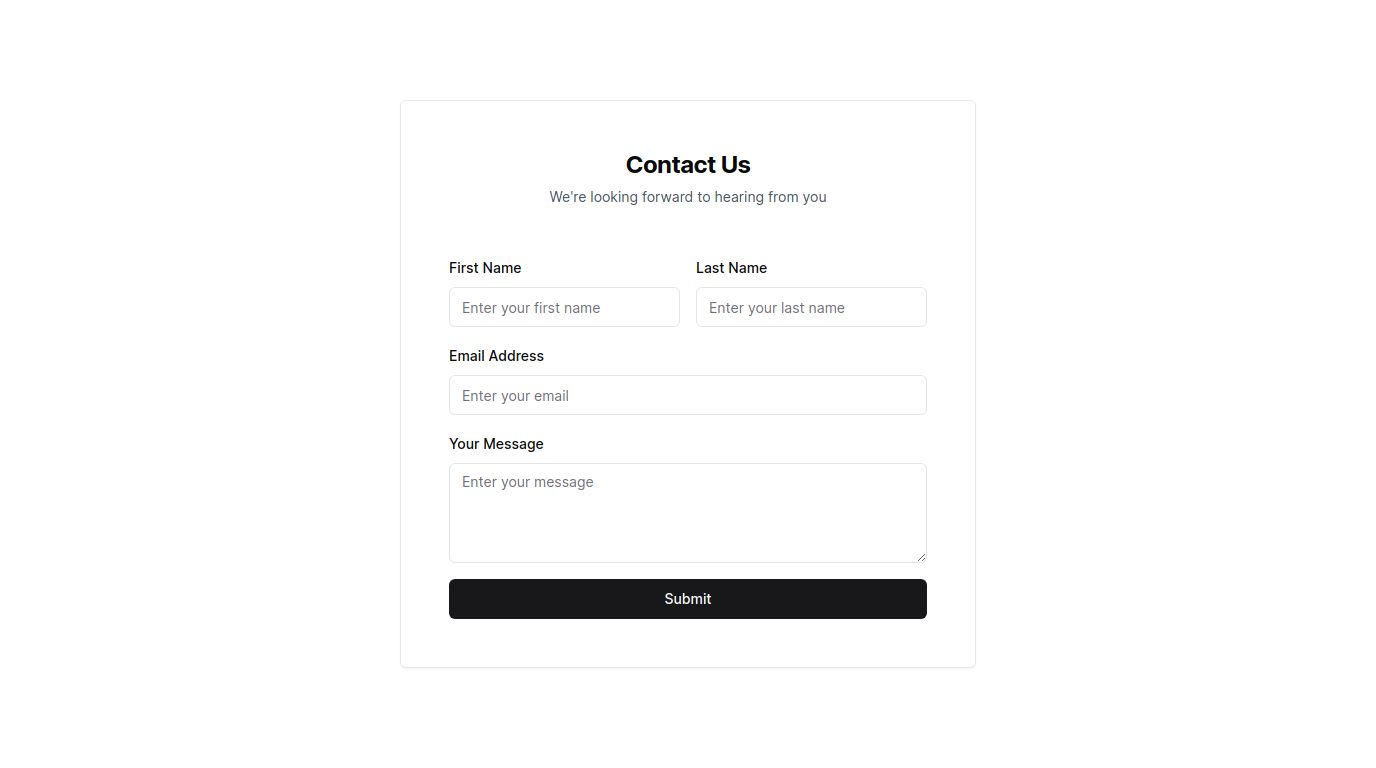 Contact Us
We're looking forward to hearing from you
First Name
Last Name
Enter your first name
Enter your last name
Email Address
Enter your email
Your Message
Enter your message
Submit